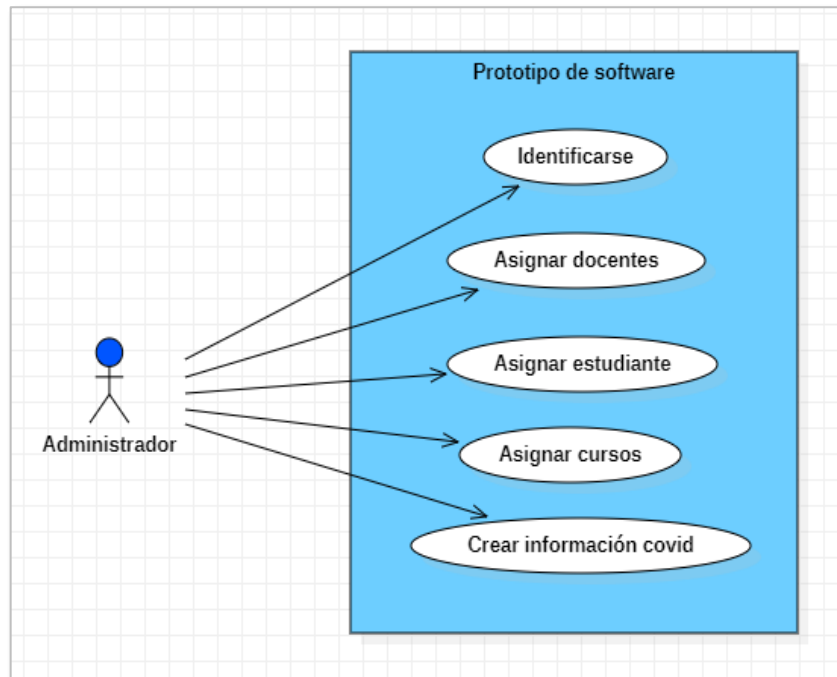 Prototipo de software
Identificarse
Asignar docentes
Asignar estudiante
Administrador
Asignar cursos
Crear información covid